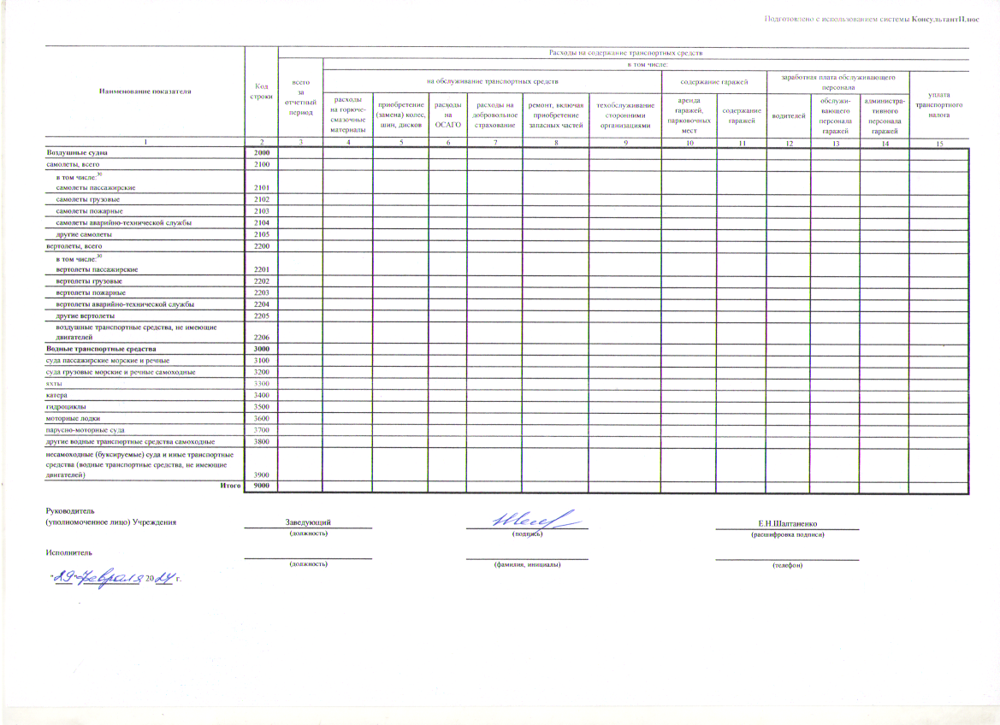 Подготовлено с использованием системы КонсультантПлюс
Расходы на содержание транспортных средств
в том числе:
на обслуживание транспортных средств
содержание гаражей
заработная плата обслуживающего
персонала
Наименование показателя
Код
строки
всего
за
отчетный
период
расходы
на горюче-
смазочные
материалы
приобретение
(замена) колес,
шин, дисков
расходы
на
ОСАГО
расходы на
добровольное
страхование
ремонт, включая
приобретение
запасных частей
техобслуживание
сторонними
организациями
аренда
гаражей,
парковочных
мест
содержание
гаражей
водителей
обслужи-
вающего
персонала
гаражей
администра-
тивного
персонала
гаражей
уплата
транспортного
налога
1 2 3 4 5 6 7 8 9 10 11 12 13 14 15
Воздушные судна 2000
самолеты, всего 2100
в том числе:30
самолеты пассажирские 2101
самолеты грузовые 2102
самолеты пожарные 2103
самолеты аварийно-технической службы 2104
другие самолеты 2105
вертолеты, всего 2200
в том числе:30
вертолеты пассажирские 2201
вертолеты грузовые 2202
вертолеты пожарные 2203
вертолеты аварийно-технической службы 2204
другие вертолеты 2205
воздушные транспортные средства, не имеющие
двигателей 2206
Водные транспортные средства 3000
суда пассажирские морские и речные 3100
суда грузовые морские и речные самоходные 3200
яхты 3300
катера 3400
гидроциклы 3500
моторные лодки 3600
парусно-моторные суда 3700
другие водные транспортные средства самоходные 3800
несамоходные (буксируемые) суда и иные транспортные
средства (водные транспортные средства, не имеющие
двигателей) 3900
Итого 9000
Руководитель
(уполномоченное лицо) Учреждения Заведующий Е.Н.Шалтаненко
(должность) (подпись) (расшифровка подписи)
Исполнитель
(должность) (фамилия, инициалы) (телефон)
"29" февраля 2024 г.